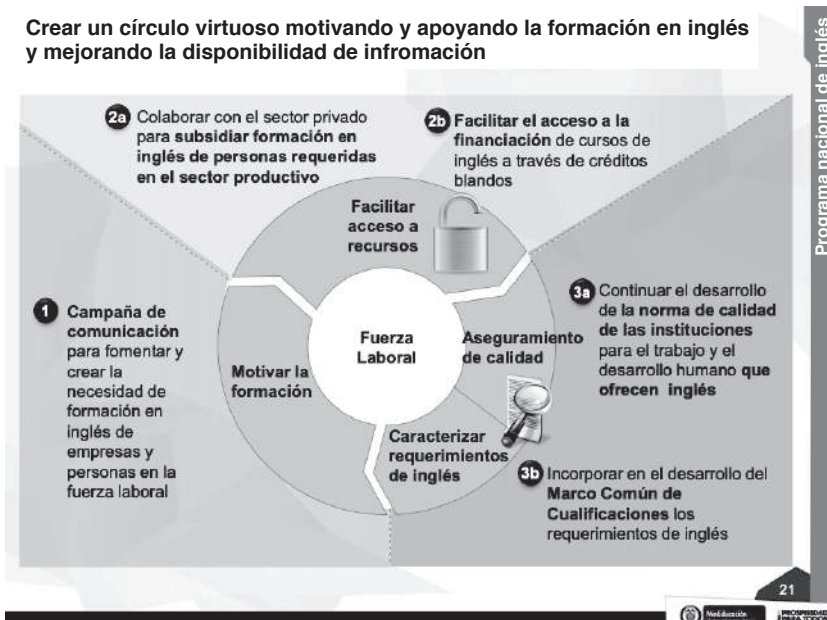 Crear un círculo virtuoso motivando y apoyando la formación en inglés
y mejorando la disponibilidad de infromación
Programa nacional de inglés
2a Colaborar con el sector privado
para subsidiar formación en
inglés de personas requeridas
en el sector productivo
2b Facilitar el acceso a la
financiación de cursos de
inglés a través de créditos
blandos
Facilitar
acceso a
recursos
1 Campaña de
comunicación
para fomentar y
crear la
necesidad de
formación en
inglés de
empresas y
personas en la
fuerza laboral
Motivar la
formación
Fuerza
Laboral
Aseguramiento
de calidad
3a Continuar el desarrollo
de la norma de calidad
de las instituciones
para el trabajo y el
desarrollo humano que
ofrecen inglés
Caracterizar
requerimientos
de inglés
3b Incorporar en el desarrollo del
Marco Común de
Cualificaciones los
requerimientos de inglés
21
MinEducación
PROSPERIDAD
PARA TODOS